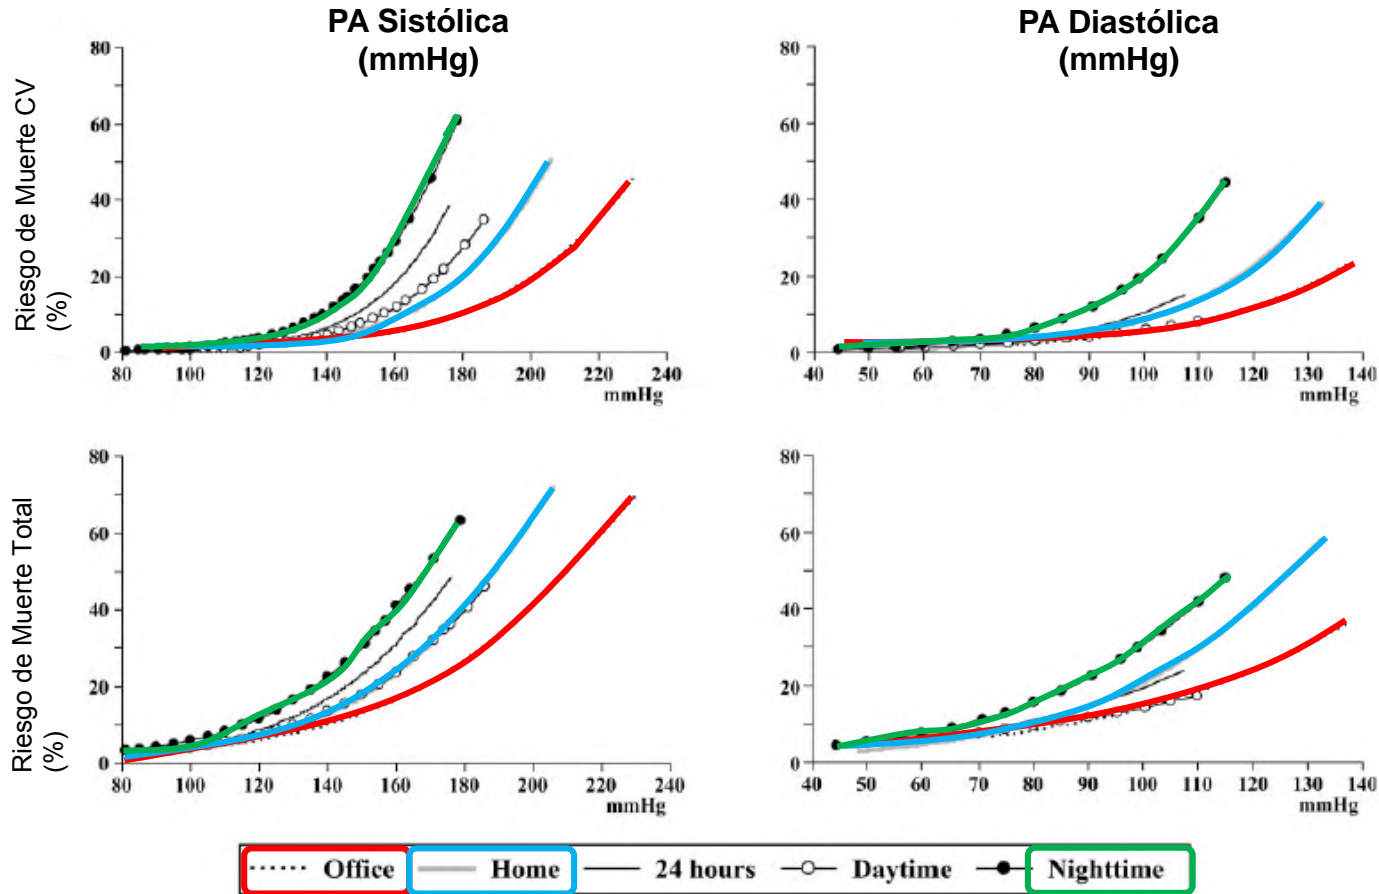 PA Sistólica
(mmHg)
PA Diastólica
(mmHg)
Riesgo de Muerte CV
(%)
80
60
40
20
0
80 100 120 140 160 180 200 220 240
mmHg
80
60
40
20
0
40 50 60 70 80 90 100 110 120 130 140
mmHg
Riesgo de Muerte Total
(%)
80
60
40
20
0
80 100 120 140 160 180 200 220 240
mmHg
80
60
40
20
0
40 50 60 70 80 90 100 110 120 130 140
mmHg
Office Home 24 hours Daytime Nighttime